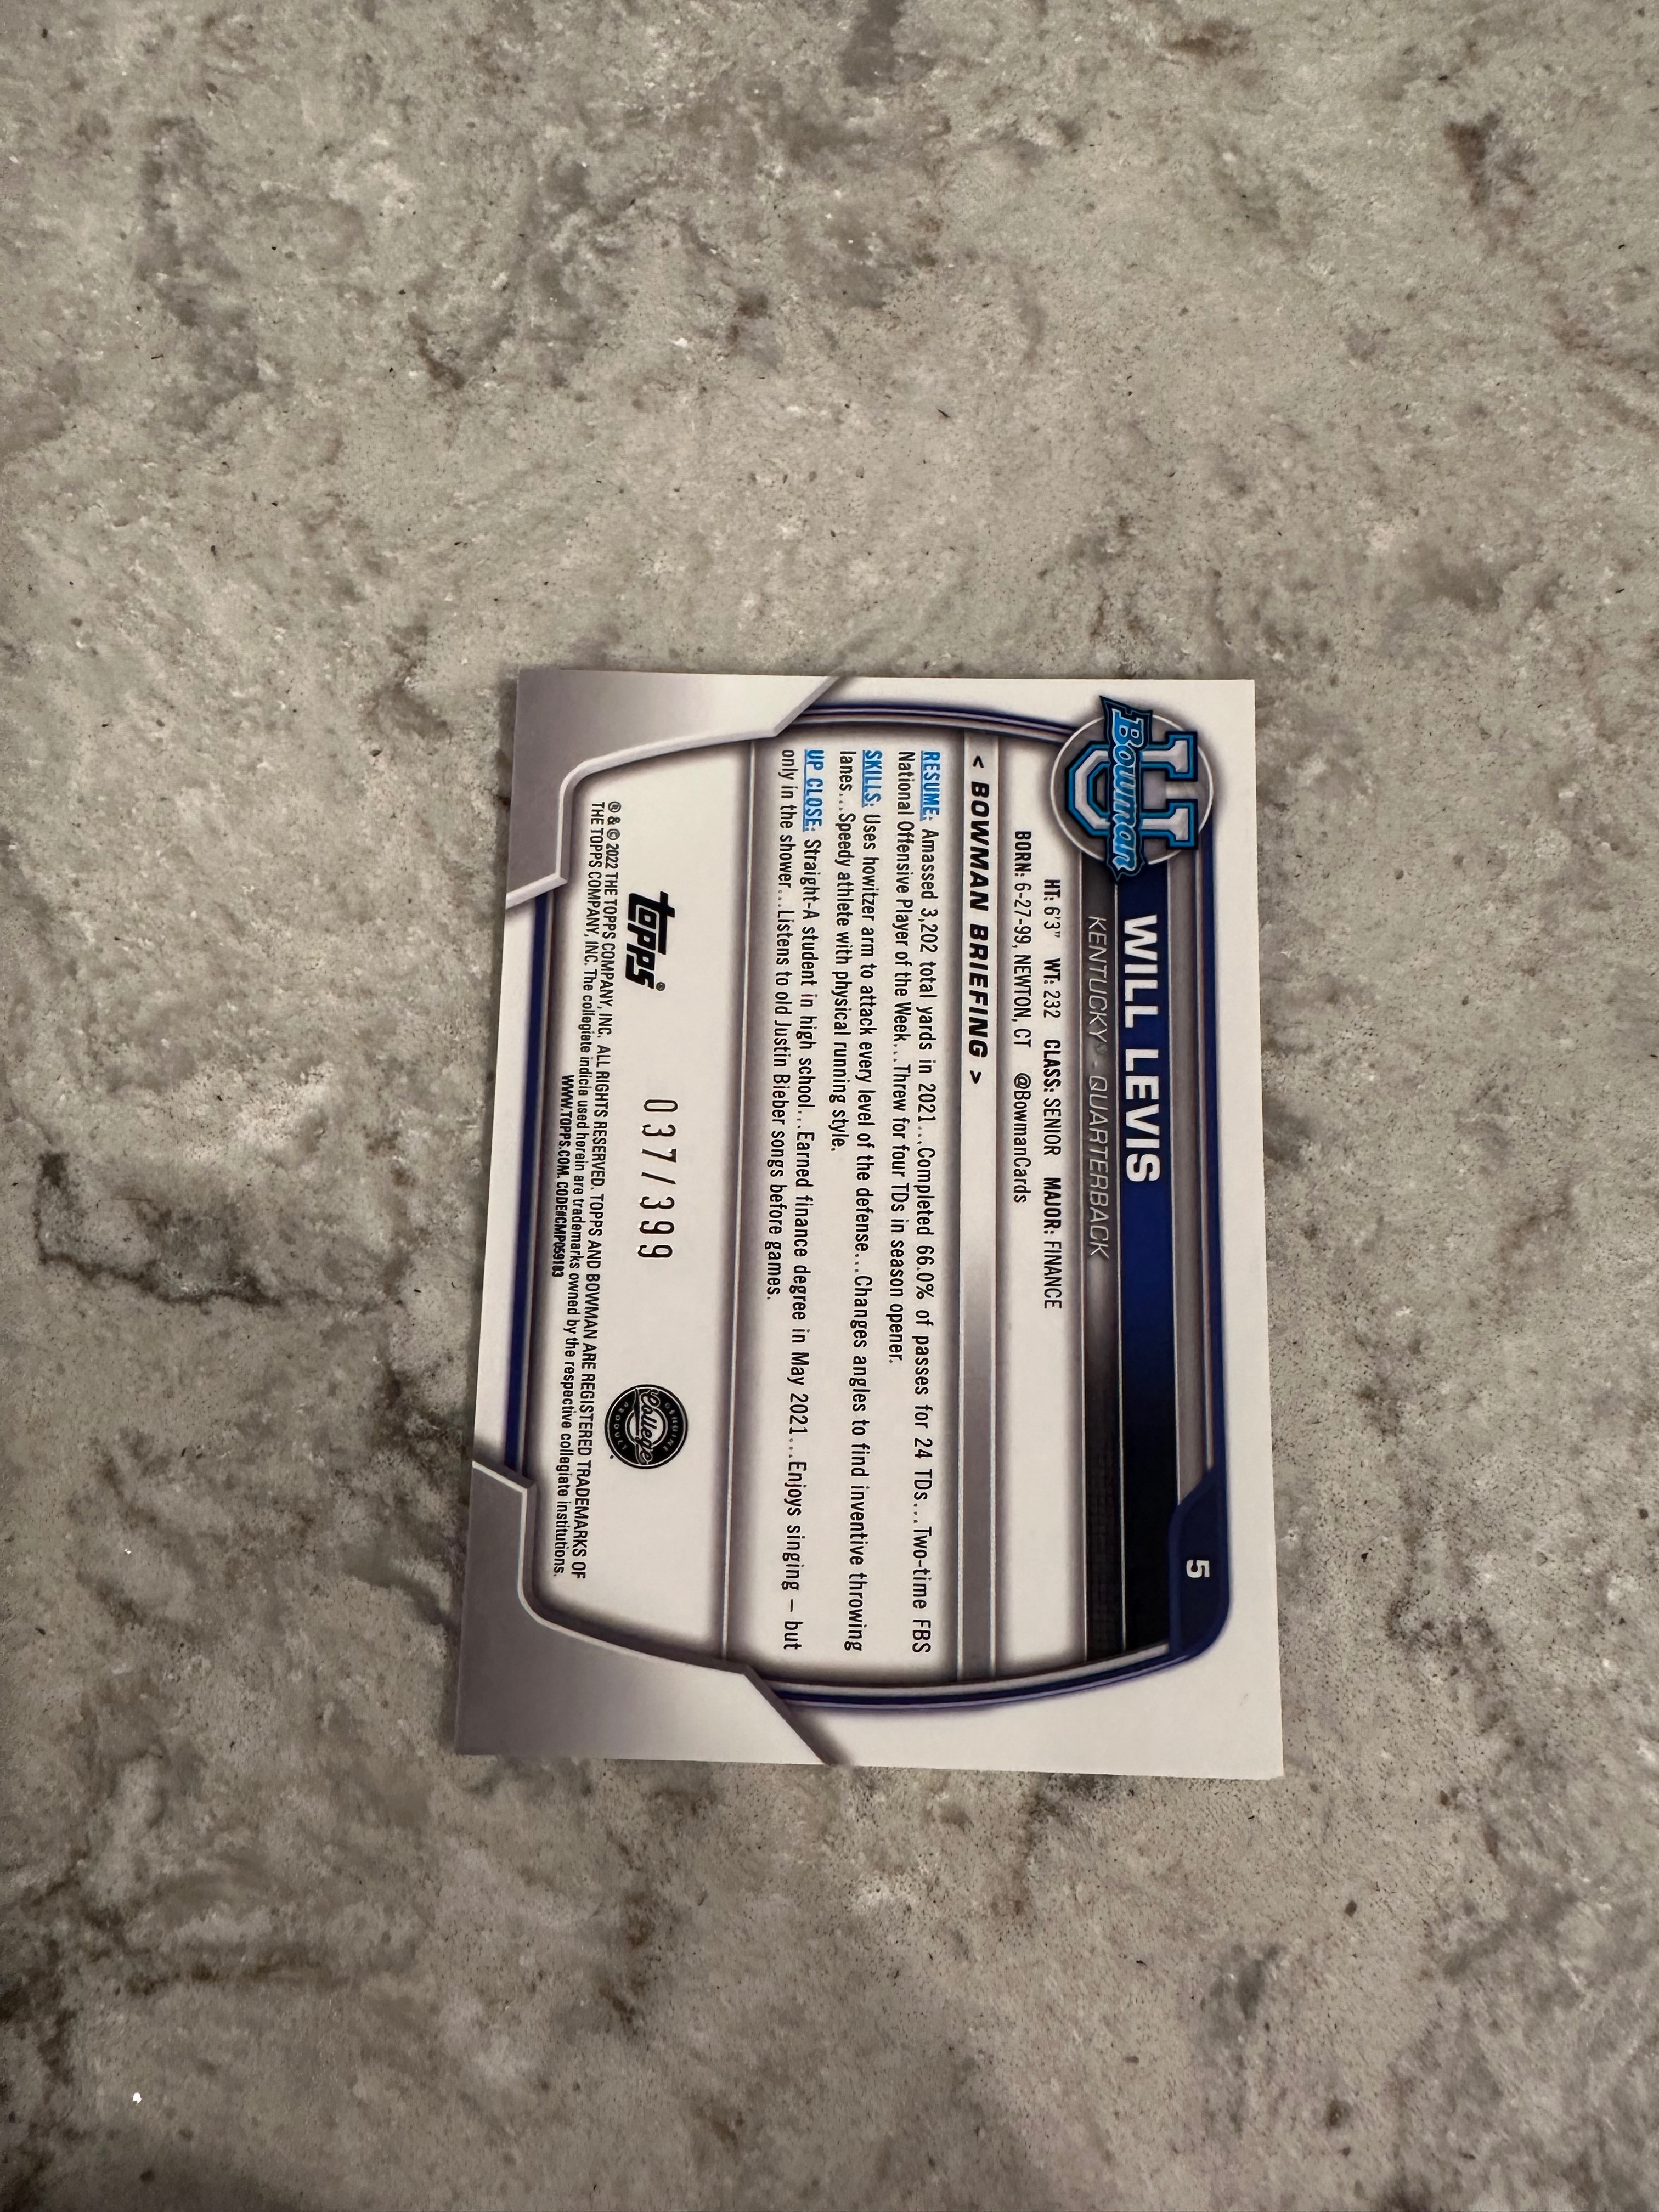 U
Bowman
5
WILL LEVIS
KENTUCKY® - QUARTERBACK
HT: 6'3" WT: 232 CLASS: SENIOR MAJOR: FINANCE
BORN: 6-27-99, NEWTON, CT @BowmanCards
< BOWMAN BRIEFING >
RESUME: Amassed 3,202 total yards in 2021...Completed 66.0% of passes for 24 TDs...Two-time FBS
National Offensive Player of the Week...Threw for four TDs in season opener.
SKILLS: Uses howitzer arm to attack every level of the defense...Changes angles to find inventive throwing
lanes...Speedy athlete with physical running style.
UP CLOSE: Straight-A student in high school...Earned finance degree in May 2021...Enjoys singing – but
only in the shower...Listens to old Justin Bieber songs before games.
topps®
037/399
GENUINE
College
PRODUCT
® & © 2022 THE TOPPS COMPANY, INC. ALL RIGHTS RESERVED. TOPPS AND BOWMAN ARE REGISTERED TRADEMARKS OF
THE TOPPS COMPANY, INC. The collegiate indicia used herein are trademarks owned by the respective collegiate institutions.
WWW.TOPPS.COM. CODE#CMP059183